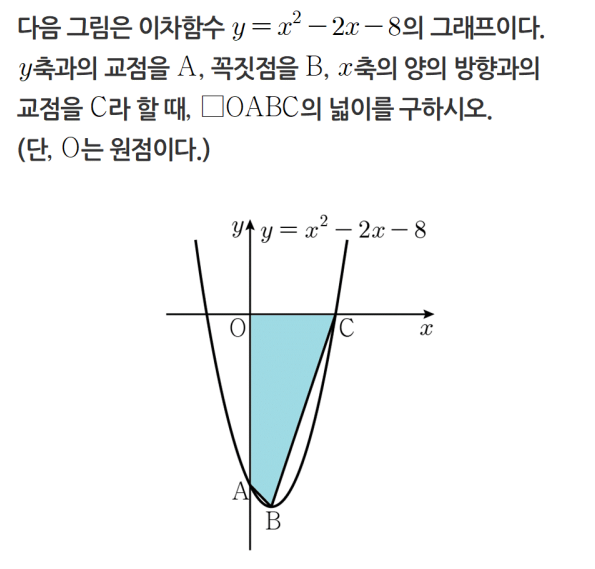 다음 그림은 이차함수 y = x² − 2x − 8의 그래프이다.
y축과의 교점을 A, 꼭짓점을 B, x축의 양의 방향과의
교점을 C라 할 때, □OABC의 넓이를 구하시오.
(단, O는 원점이다.)
y y = x² − 2x − 8
O C x
A
B